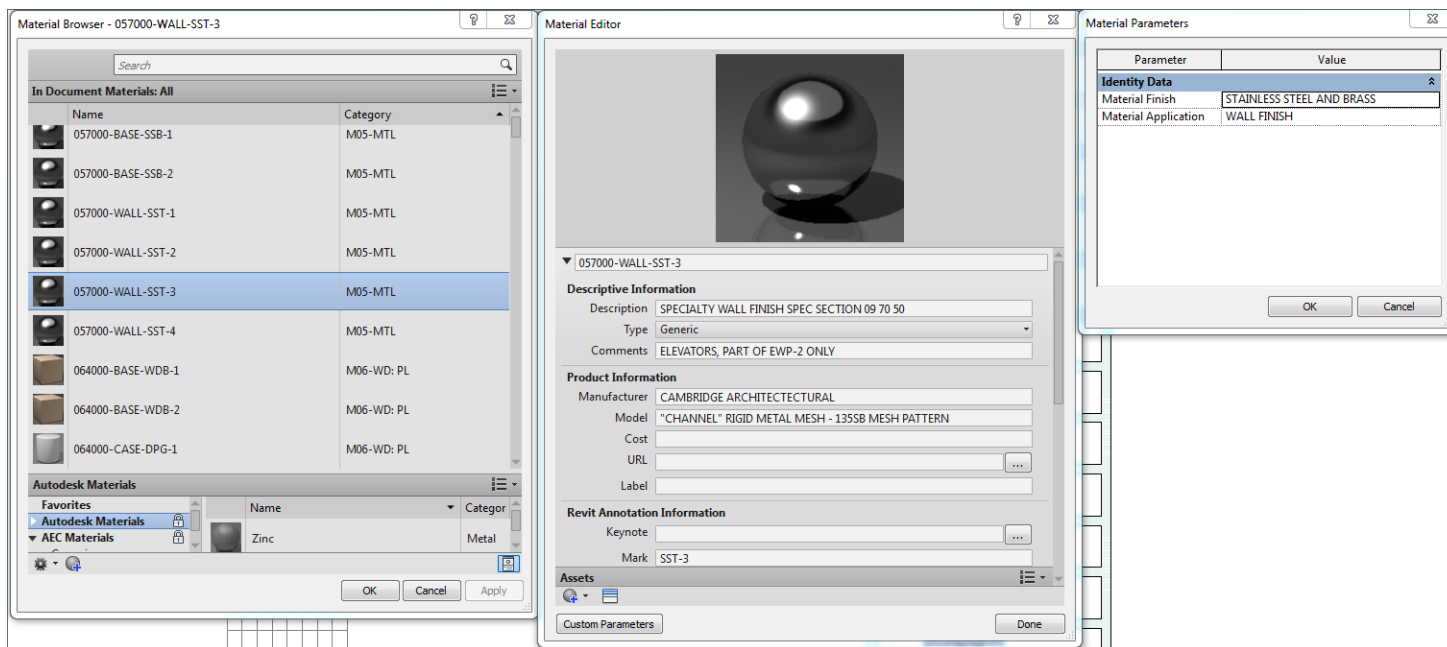 Material Browser - 057000-WALL-SST-3
Search
In Document Materials: All
Name Category
057000-BASE-SSB-1 M05-MTL
057000-BASE-SSB-2 M05-MTL
057000-WALL-SST-1 M05-MTL
057000-WALL-SST-2 M05-MTL
057000-WALL-SST-3 M05-MTL
057000-WALL-SST-4 M05-MTL
064000-BASE-WDB-1 M06-WD: PL
064000-BASE-WDB-2 M06-WD: PL
064000-CASE-DPG-1 M06-WD: PL
Autodesk Materials
Favorites
Autodesk Materials
AEC Materials
Name Categor
Zinc Metal
OK Cancel Apply
Material Editor
057000-WALL-SST-3
Descriptive Information
Description SPECIALTY WALL FINISH SPEC SECTION 09 70 50
Type Generic
Comments ELEVATORS, PART OF EWP-2 ONLY
Product Information
Manufacturer CAMBRIDGE ARCHITECTECTURAL
Model "CHANNEL" RIGID METAL MESH - 135SB MESH PATTERN
Cost
URL ...
Label
Revit Annotation Information
Keynote ...
Mark SST-3
Assets
Custom Parameters Done
Material Parameters
Parameter Value
Identity Data
Material Finish STAINLESS STEEL AND BRASS
Material Application WALL FINISH
OK Cancel